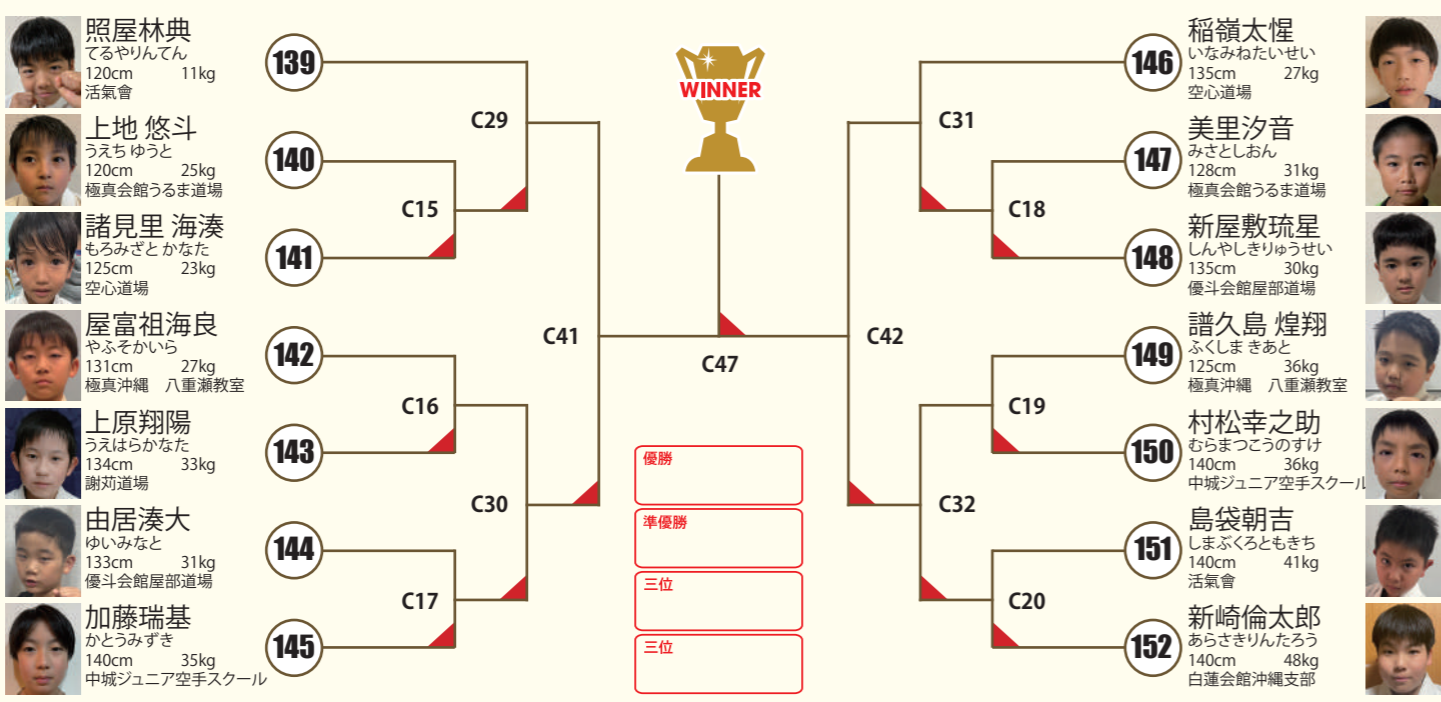 照屋林典
てるやりんてん
120cm 11kg
活氣會
139
上地 悠斗
うえち ゆうと
120cm 25kg
極真会館うるま道場
140
諸見里 海湊
もろみざと かなた
125cm 23kg
空心道場
141
屋富祖海良
やふそかいら
131cm 27kg
極真沖縄 八重瀬教室
142
上原翔陽
うえはらかなた
134cm 33kg
謝苅道場
143
由居湊大
ゆいみなと
133cm 31kg
優斗会館屋部道場
144
加藤瑞基
かとうみずき
140cm 35kg
中城ジュニア空手スクール
145
C29
C15
C41
C16
C30
C17
WINNER
C47
優勝
準優勝
三位
三位
C31
C18
C42
C19
C32
C20
146
稲嶺太惺
いなみねたいせい
135cm 27kg
空心道場
147
美里汐音
みさとしおん
128cm 31kg
極真会館うるま道場
148
新屋敷琉星
しんやしきりゅうせい
135cm 30kg
優斗会館屋部道場
149
譜久島 煌翔
ふくしま きあと
125cm 36kg
極真沖縄 八重瀬教室
150
村松幸之助
むらまつこうのすけ
140cm 36kg
中城ジュニア空手スクール
151
島袋朝吉
しまぶくろともきち
140cm 41kg
活氣會
152
新崎倫太郎
あらさきりんたろう
140cm 48kg
白蓮会館沖縄支部